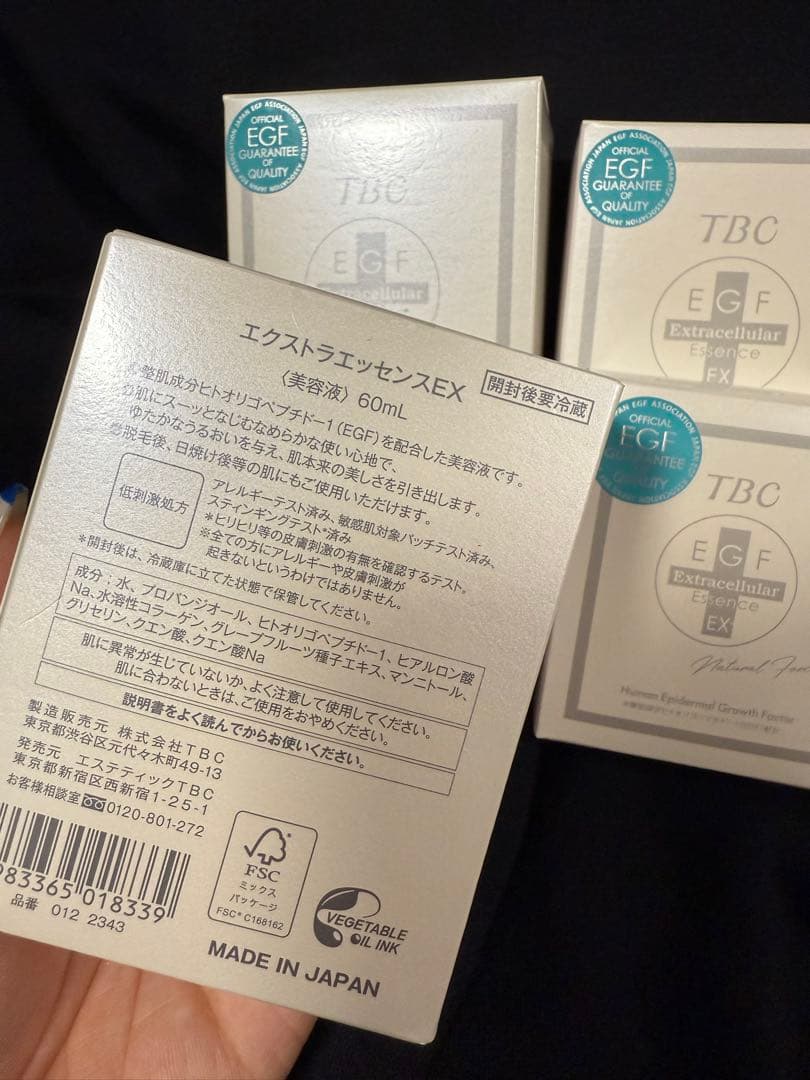 JAPAN EGF ASSOCIATION
OFFICIAL
EGF
GUARANTEE
OF
QUALITY
TBC
EGF
Extracellular
JAPAN EGF ASSOCIATION
OFFICIAL
EGF
GUARANTEE
OF
QUALITY
TBC
EGF
Extracellular
Essence
EX
エクストラエッセンスEX
〈美容液〉60mL
開封後要冷蔵
整肌成分ヒトオリゴペプチド-1(EGF)を配合した美容液です。
肌にスーッとなじむなめらかな使い心地で、
ゆたかなうるおいを与え、肌本来の美しさを引き出します。
脱毛後、日焼け後等の肌にもご使用いただけます。
低刺激処方
アレルギーテスト済み、敏感肌対象パッチテスト済み、
スティンギングテスト*済み
*ヒリヒリ等の皮膚刺激の有無を確認するテスト。
※全ての方にアレルギーや皮膚刺激が
起きないというわけではありません。
*開封後は、冷蔵庫に立てた状態で保管してください。
成分:水、プロパンジオール、ヒトオリゴペプチド-1、ヒアルロン酸
Na、水溶性コラーゲン、グレープフルーツ種子エキス、マンニトール、
グリセリン、クエン酸、クエン酸Na
肌に異常が生じていないか、よく注意して使用してください。
肌に合わないときは、ご使用をおやめください。
説明書をよく読んでからお使いください。
製造販売元 株式会社TBC
東京都渋谷区元代々木町49-13
発売元 エステティックTBC
東京都新宿区西新宿1-25-1
お客様相談室 0120-801-272
983365 018339
品番 012 2343
FSC
ミックス
パッケージ
FSC® C168162
VEGETABLE
OIL INK
MADE IN JAPAN
JAPAN EGF ASSOCIATION
OFFICIAL
EGF
GUARANTEE
OF
QUALITY
TBC
EGF
Extracellular
Essence
EX
Natural
Human Epidermal Growth Factor